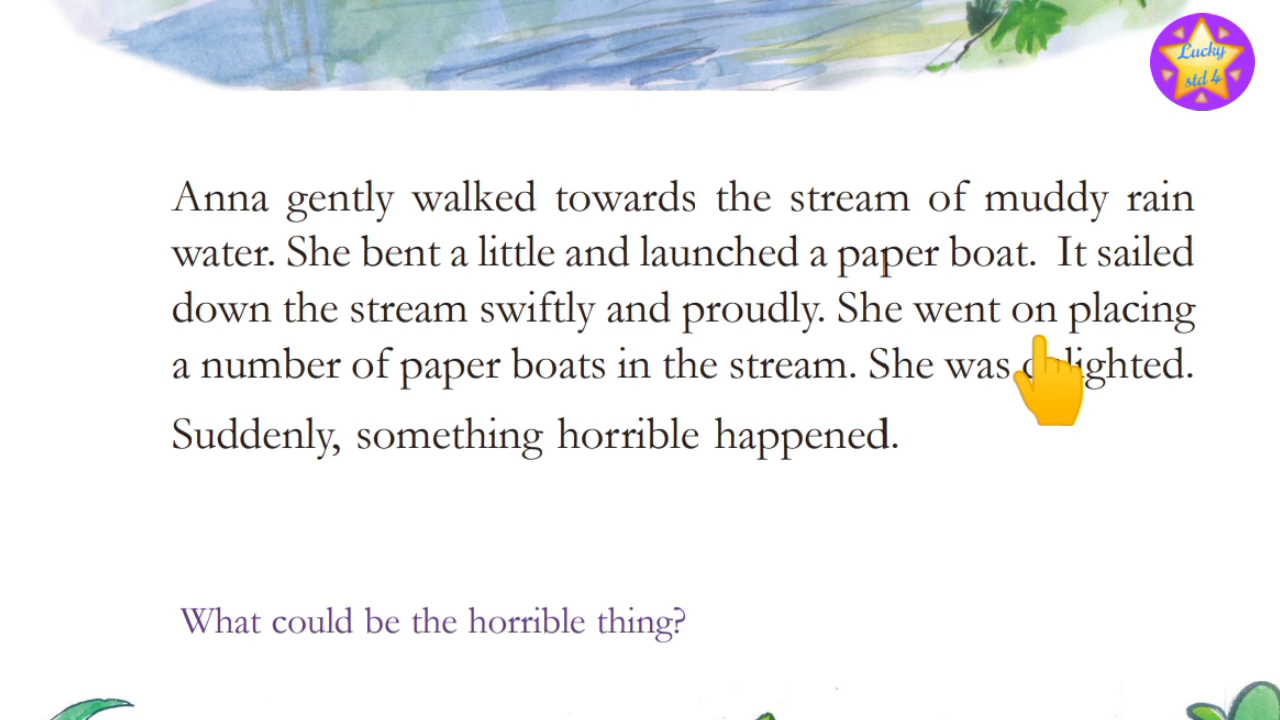 Lucky
std 4
Anna gently walked towards the stream of muddy rain
water. She bent a little and launched a paper boat. It sailed
down the stream swiftly and proudly. She went on placing
a number of paper boats in the stream. She was delighted.
Suddenly, something horrible happened.
What could be the horrible thing?